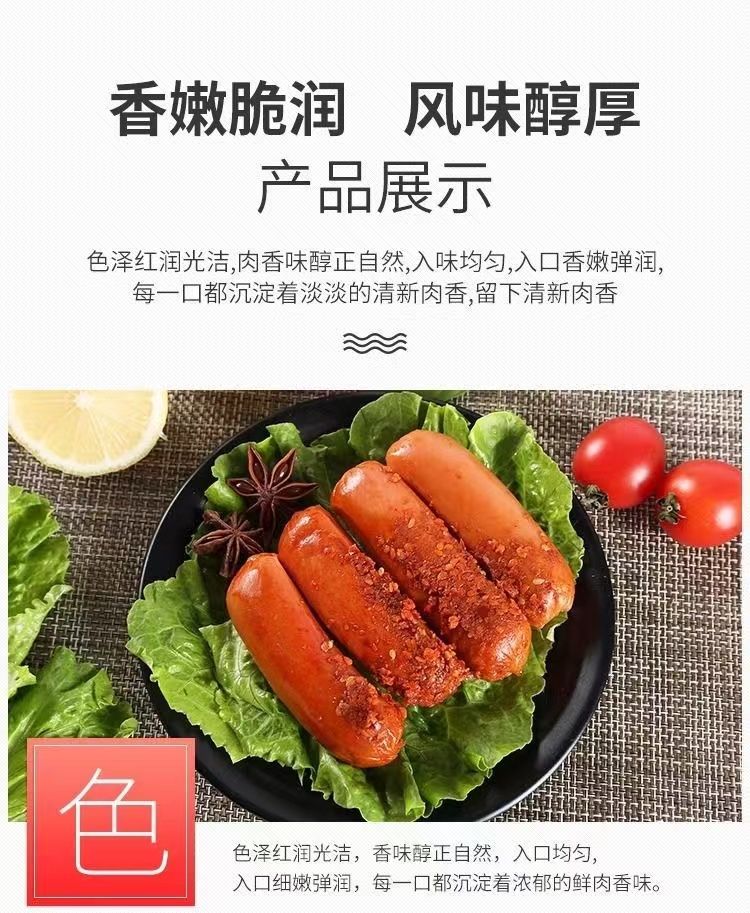 香嫩脆润 风味醇厚
产品展示
色泽红润光洁,肉香味醇正自然,入味均匀,入口香嫩弹润,
每一口都沉淀着淡淡的清新肉香,留下清新肉香
色
色泽红润光洁，香味醇正自然，入口均匀,
入口细嫩弹润，每一口都沉淀着浓郁的鲜肉香味。